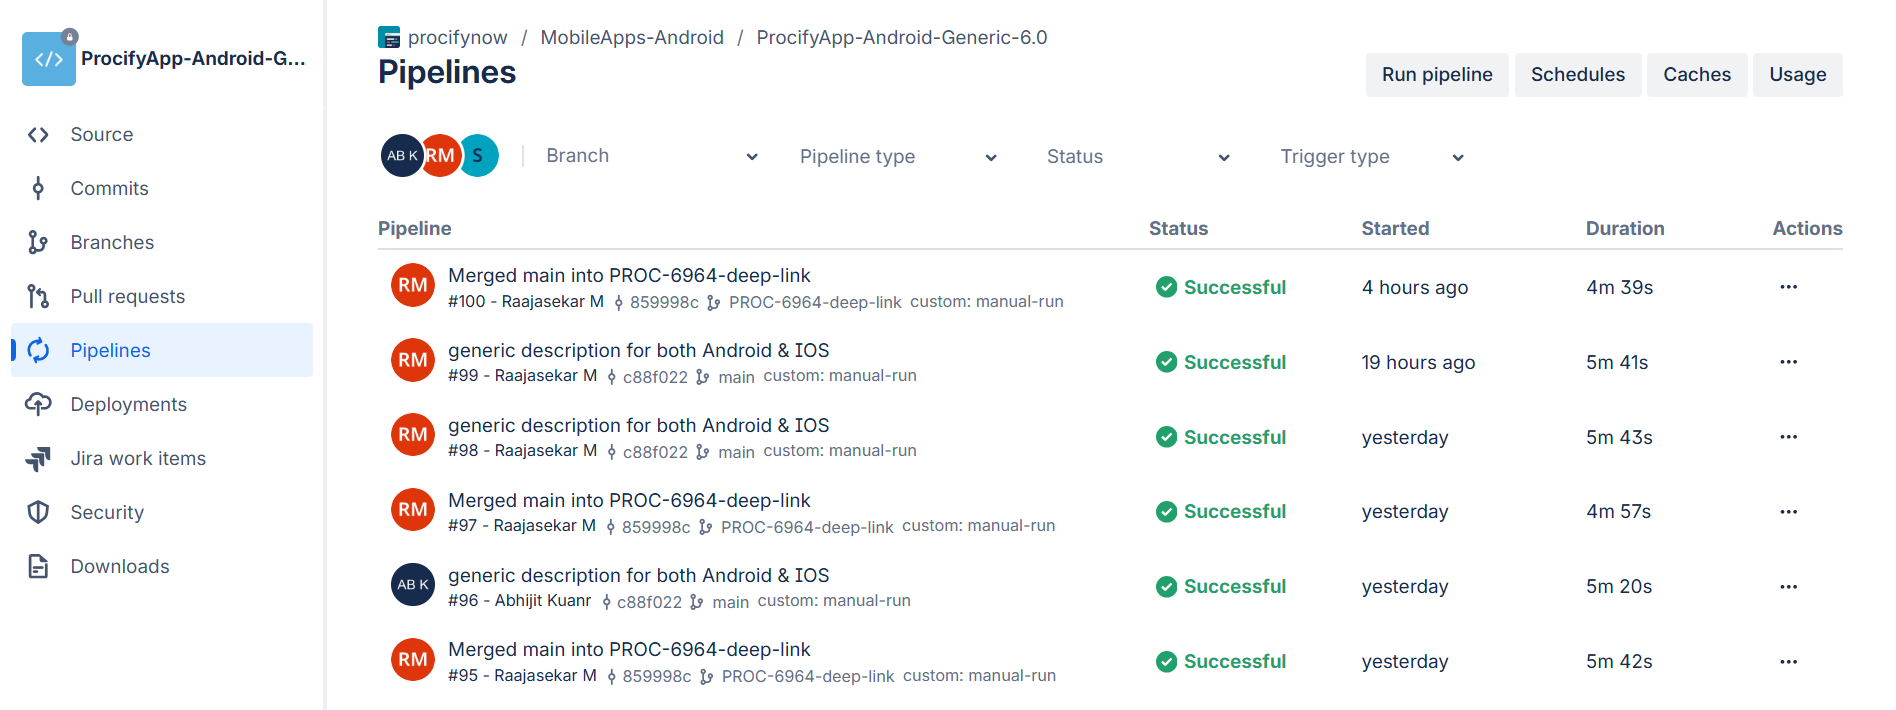 ProcifyApp-Android-G...
Source
Commits
Branches
Pull requests
Pipelines
Deployments
Jira work items
Security
Downloads
procifynow / MobileApps-Android / ProcifyApp-Android-Generic-6.0
Pipelines
Run pipeline Schedules Caches Usage
AB K RM S Branch Pipeline type Status Trigger type
Pipeline Status Started Duration Actions
RM Merged main into PROC-6964-deep-link Successful 4 hours ago 4m 39s
#100 - Raajasekar M 859998c PROC-6964-deep-link custom: manual-run
RM generic description for both Android & IOS Successful 19 hours ago 5m 41s
#99 - Raajasekar M c88f022 main custom: manual-run
RM generic description for both Android & IOS Successful yesterday 5m 43s
#98 - Raajasekar M c88f022 main custom: manual-run
RM Merged main into PROC-6964-deep-link Successful yesterday 4m 57s
#97 - Raajasekar M 859998c PROC-6964-deep-link custom: manual-run
AB K generic description for both Android & IOS Successful yesterday 5m 20s
#96 - Abhijit Kuanr c88f022 main custom: manual-run
RM Merged main into PROC-6964-deep-link Successful yesterday 5m 42s
#95 - Raajasekar M 859998c PROC-6964-deep-link custom: manual-run